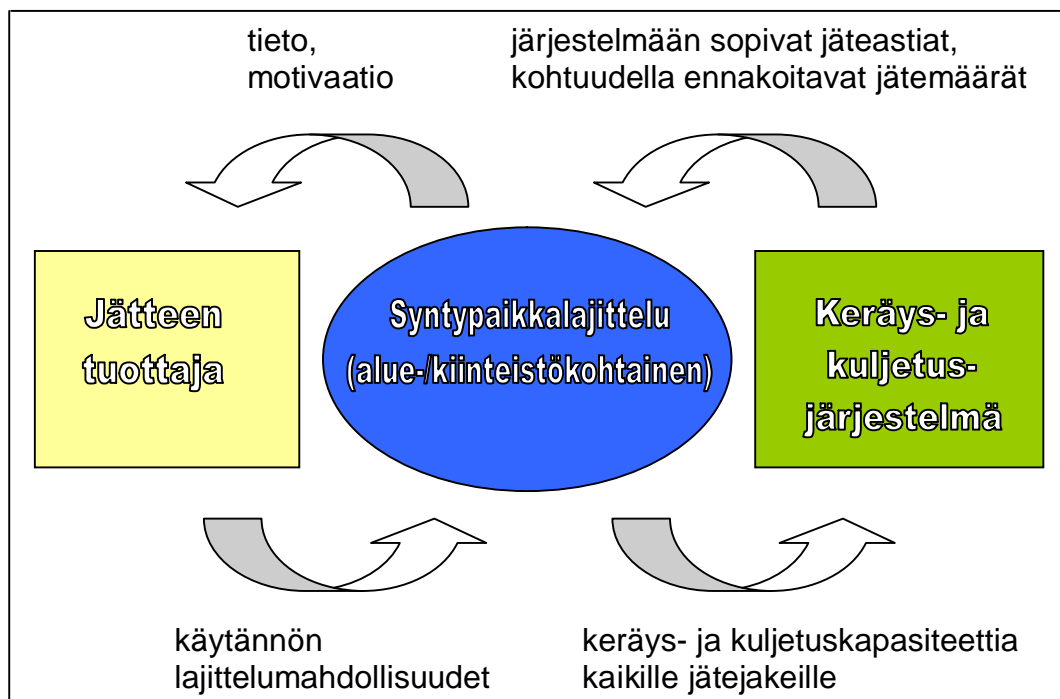 tieto,
motivaatio
järjestelmään sopivat jäteastiat,
kohtuudella ennakoitavat jätemäärät
Jätteen
tuottaja
Syntypaikkalajittelu
(alue-/kiinteistökohtainen)
Keräys- ja
kuljetus-
järjestelmä
käytännön
lajittelumahdollisuudet
keräys- ja kuljetuskapasiteettia
kaikille jätejakeille